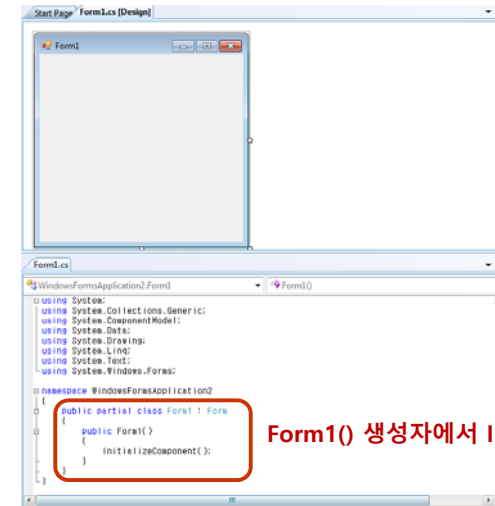 Start Page Form1.cs [Design]
Form1
Form1.cs
WindowsFormsApplication2.Form1 Form1()
using System;
using System.Collections.Generic;
using System.ComponentModel;
using System.Data;
using System.Drawing;
using System.Linq;
using System.Text;
using System.Windows.Forms;
namespace WindowsFormsApplication2
{
public partial class Form1 : Form
{
public Form1()
{
InitializeComponent();
}
}
}
Form1() 생성자에서 I